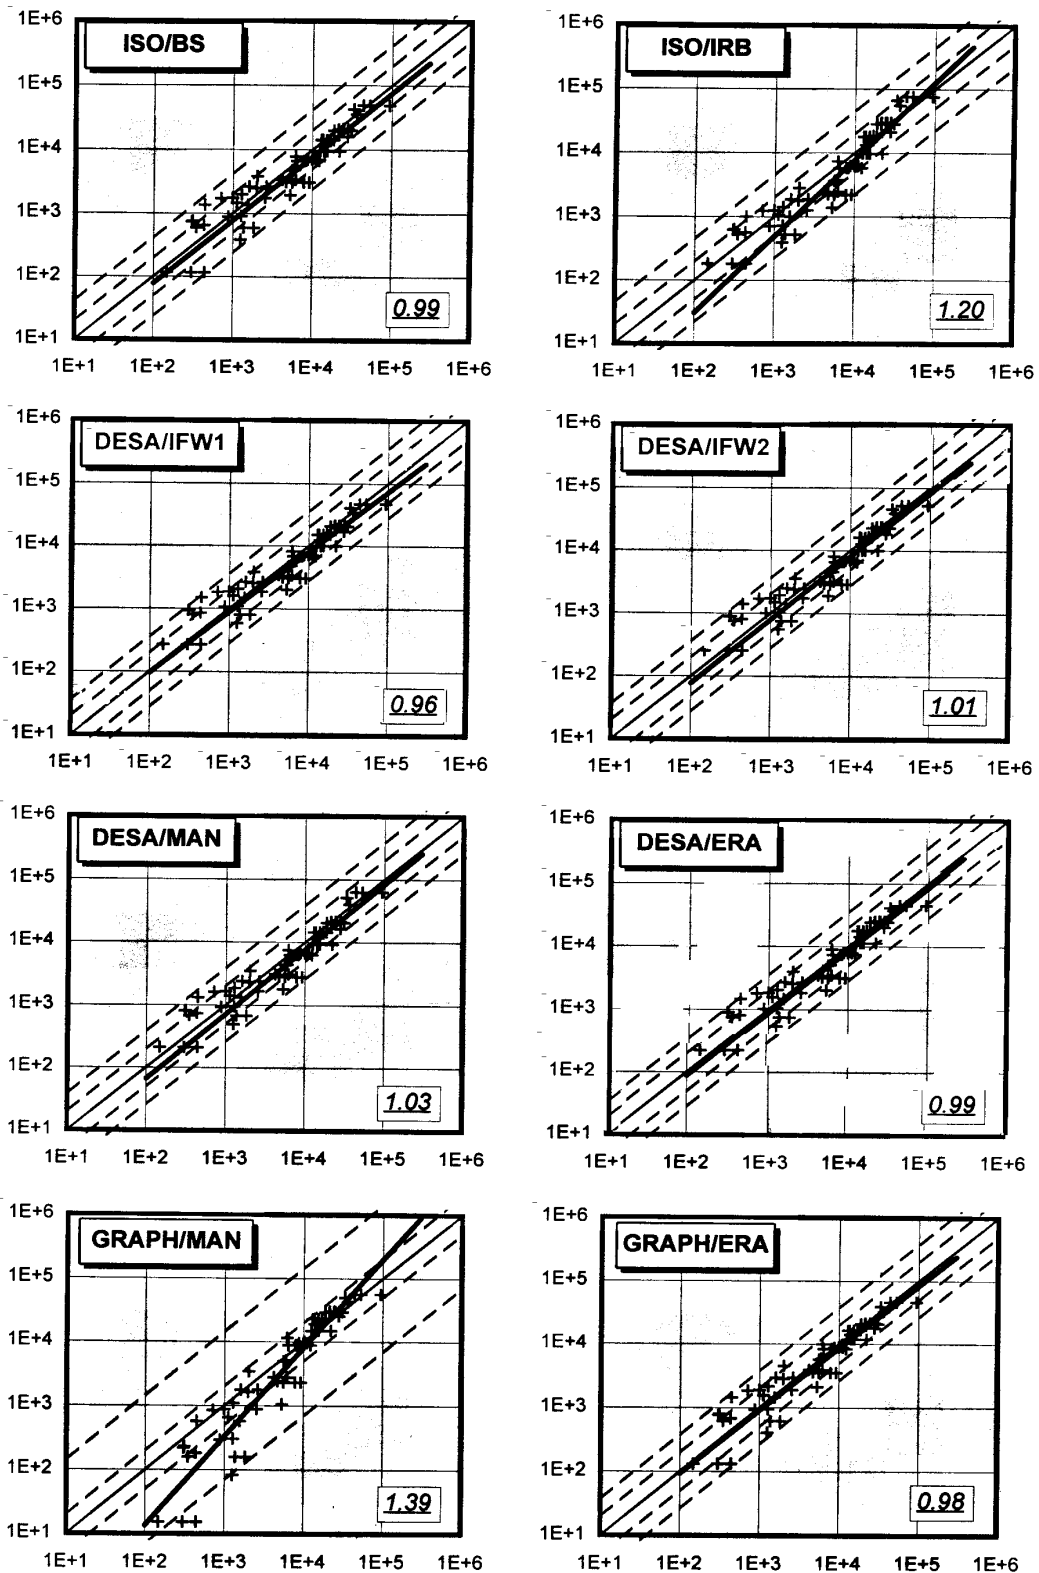 ISO/BS
1E+6
1E+5
1E+4
1E+3
1E+2
1E+1
0.99
1E+1 1E+2 1E+3 1E+4 1E+5 1E+6
ISO/IRB
1E+6
1E+5
1E+4
1E+3
1E+2
1E+1
1.20
1E+1 1E+2 1E+3 1E+4 1E+5 1E+6
DESA/IFW1
1E+6
1E+5
1E+4
1E+3
1E+2
1E+1
0.96
1E+1 1E+2 1E+3 1E+4 1E+5 1E+6
DESA/IFW2
1E+6
1E+5
1E+4
1E+3
1E+2
1E+1
1.01
1E+1 1E+2 1E+3 1E+4 1E+5 1E+6
DESA/MAN
1E+6
1E+5
1E+4
1E+3
1E+2
1E+1
1.03
1E+1 1E+2 1E+3 1E+4 1E+5 1E+6
DESA/ERA
1E+6
1E+5
1E+4
1E+3
1E+2
1E+1
0.99
1E+1 1E+2 1E+3 1E+4 1E+5 1E+6
GRAPH/MAN
1E+6
1E+5
1E+4
1E+3
1E+2
1E+1
1.39
1E+1 1E+2 1E+3 1E+4 1E+5 1E+6
GRAPH/ERA
1E+6
1E+5
1E+4
1E+3
1E+2
1E+1
0.98
1E+1 1E+2 1E+3 1E+4 1E+5 1E+6